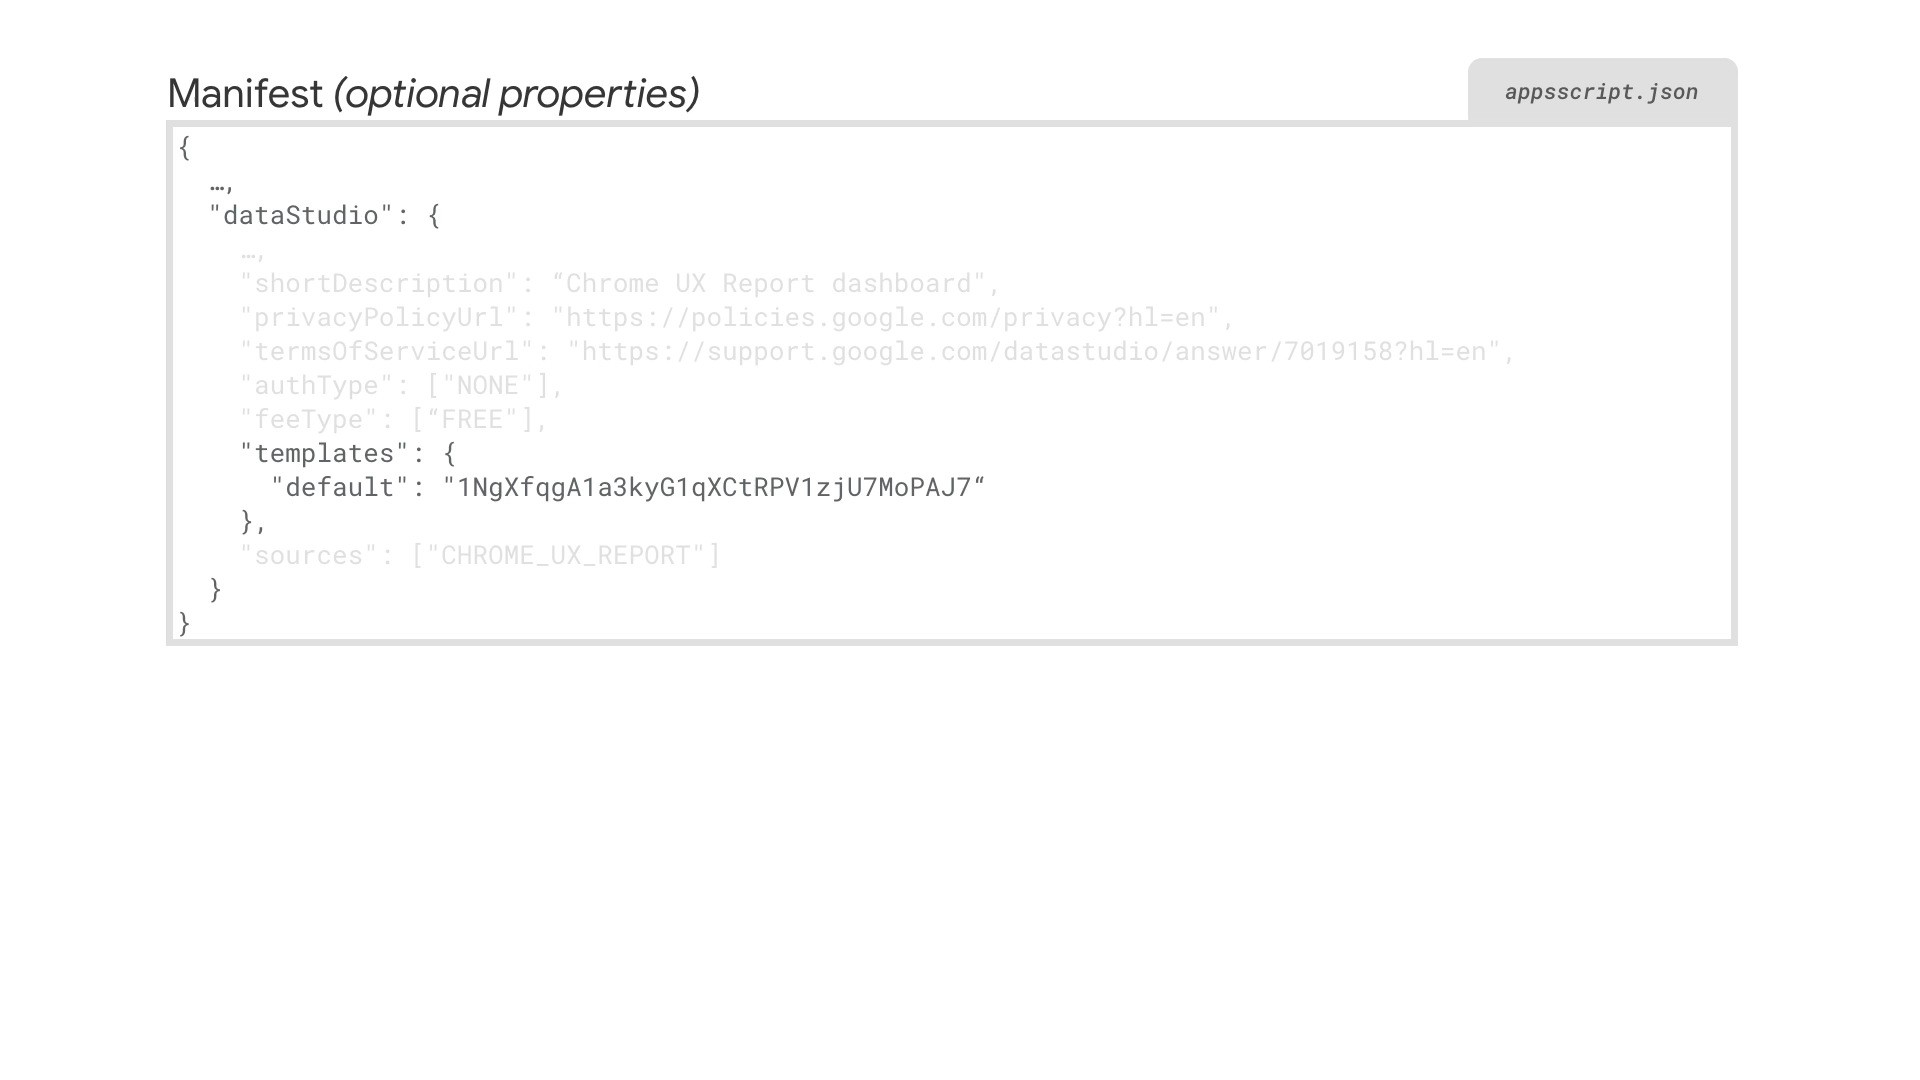 Manifest (optional properties)
appsscript.json
{
  …,
  "dataStudio": {
    …,
    "shortDescription": “Chrome UX Report dashboard",
    "privacyPolicyUrl": "https://policies.google.com/privacy?hl=en",
    "termsOfServiceUrl": "https://support.google.com/datastudio/answer/7019158?hl=en",
    "authType": ["NONE"],
    "feeType": [“FREE"],
    "templates": {
      "default": "1NgXfqgA1a3kyG1qXCtRPV1zjU7MoPAJ7“
    },
    "sources": ["CHROME_UX_REPORT"]
  }
}